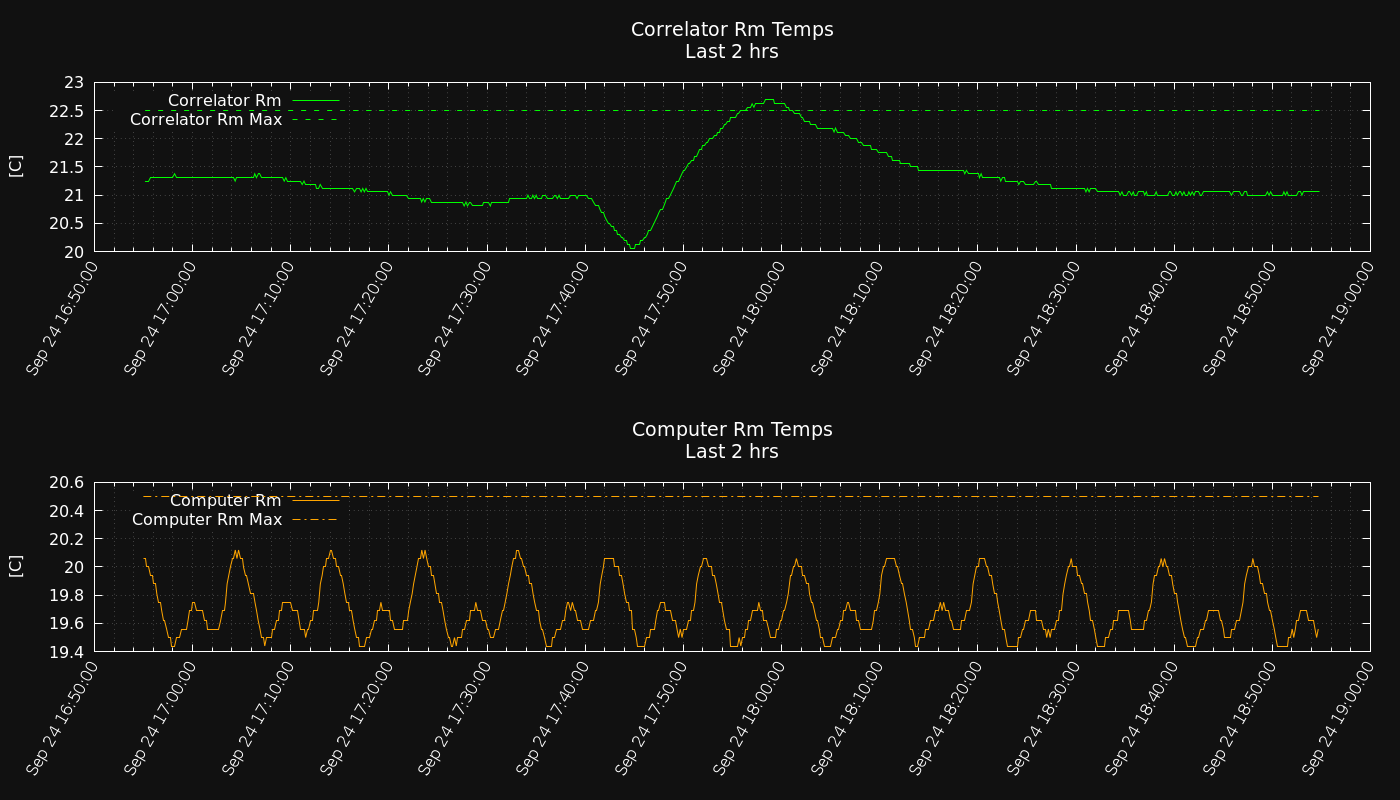 Correlator Rm Temps
Last 2 hrs
23
22.5
22
21.5
21
20.5
20
[C]
Correlator Rm
Correlator Rm Max
Sep 24 16:50:00
Sep 24 17:00:00
Sep 24 17:10:00
Sep 24 17:20:00
Sep 24 17:30:00
Sep 24 17:40:00
Sep 24 17:50:00
Sep 24 18:00:00
Sep 24 18:10:00
Sep 24 18:20:00
Sep 24 18:30:00
Sep 24 18:40:00
Sep 24 18:50:00
Sep 24 19:00:00
Computer Rm Temps
Last 2 hrs
20.6
20.4
20.2
20
19.8
19.6
19.4
[C]
Computer Rm
Computer Rm Max
Sep 24 16:50:00
Sep 24 17:00:00
Sep 24 17:10:00
Sep 24 17:20:00
Sep 24 17:30:00
Sep 24 17:40:00
Sep 24 17:50:00
Sep 24 18:00:00
Sep 24 18:10:00
Sep 24 18:20:00
Sep 24 18:30:00
Sep 24 18:40:00
Sep 24 18:50:00
Sep 24 19:00:00